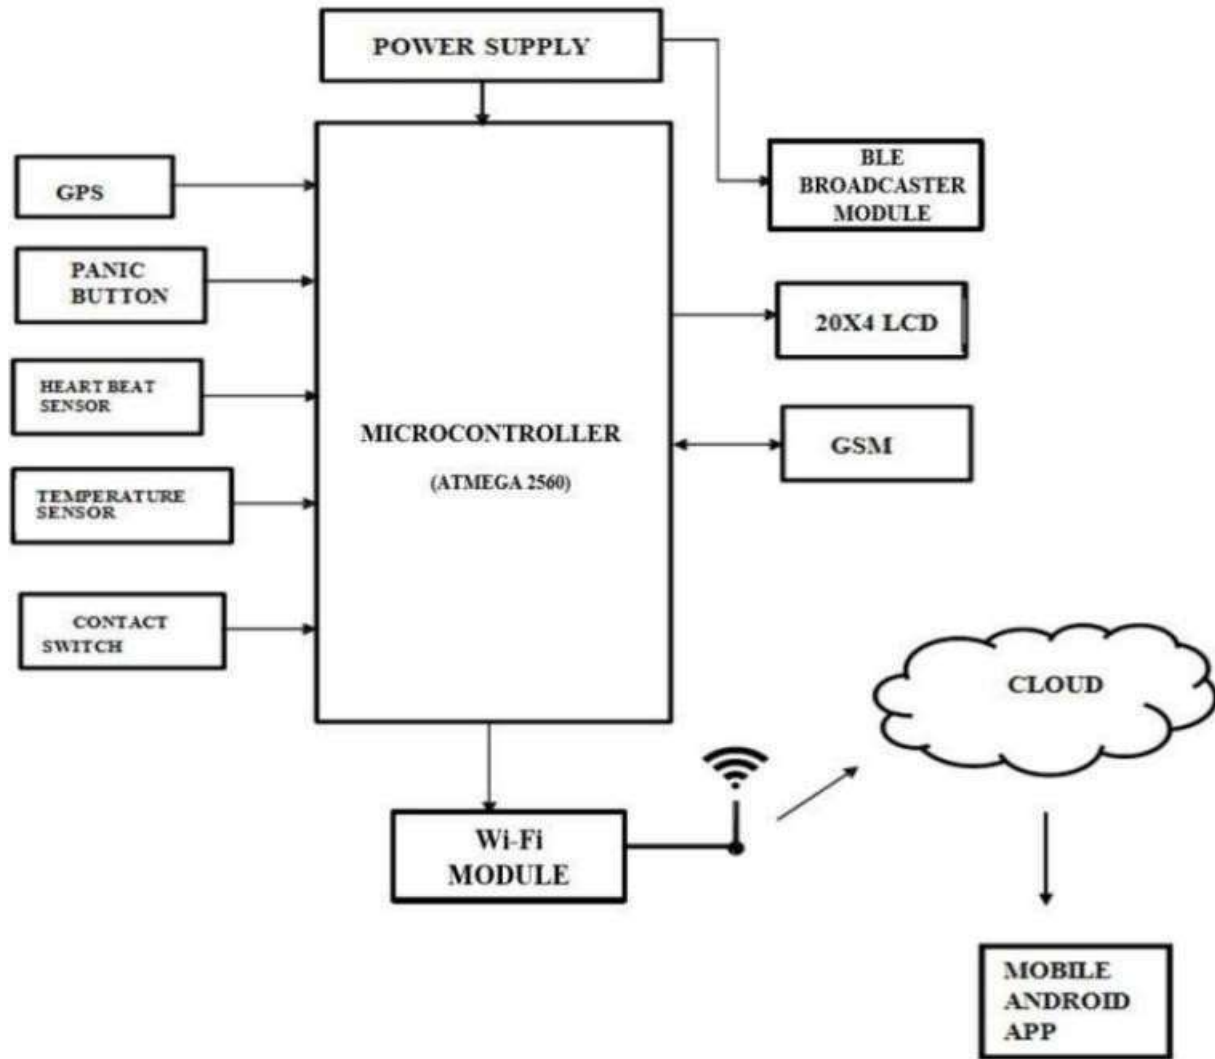 POWER SUPPLY
GPS
BLE
BROADCASTER
MODULE
PANIC
BUTTON
20X4 LCD
HEART BEAT
SENSOR
MICROCONTROLLER
(ATMEGA 2560)
GSM
TEMPERATURE
SENSOR
CONTACT
SWITCH
CLOUD
Wi-Fi
MODULE
MOBILE
ANDROID
APP